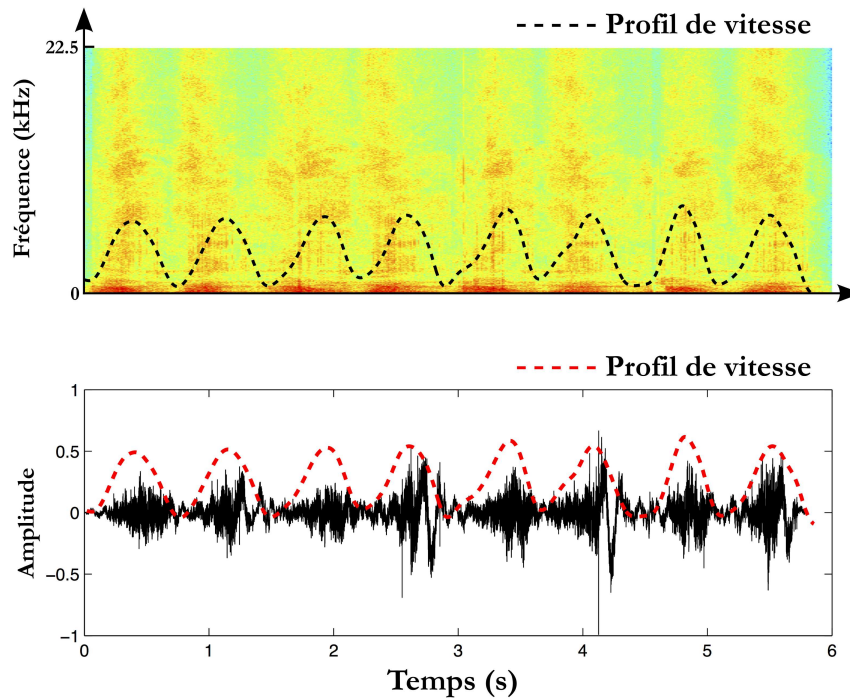 Profil de vitesse
22.5
Fréquence (kHz)
0
Profil de vitesse
1
0.5
0
−0.5
−1
Amplitude
0 1 2 3 4 5 6
Temps (s)